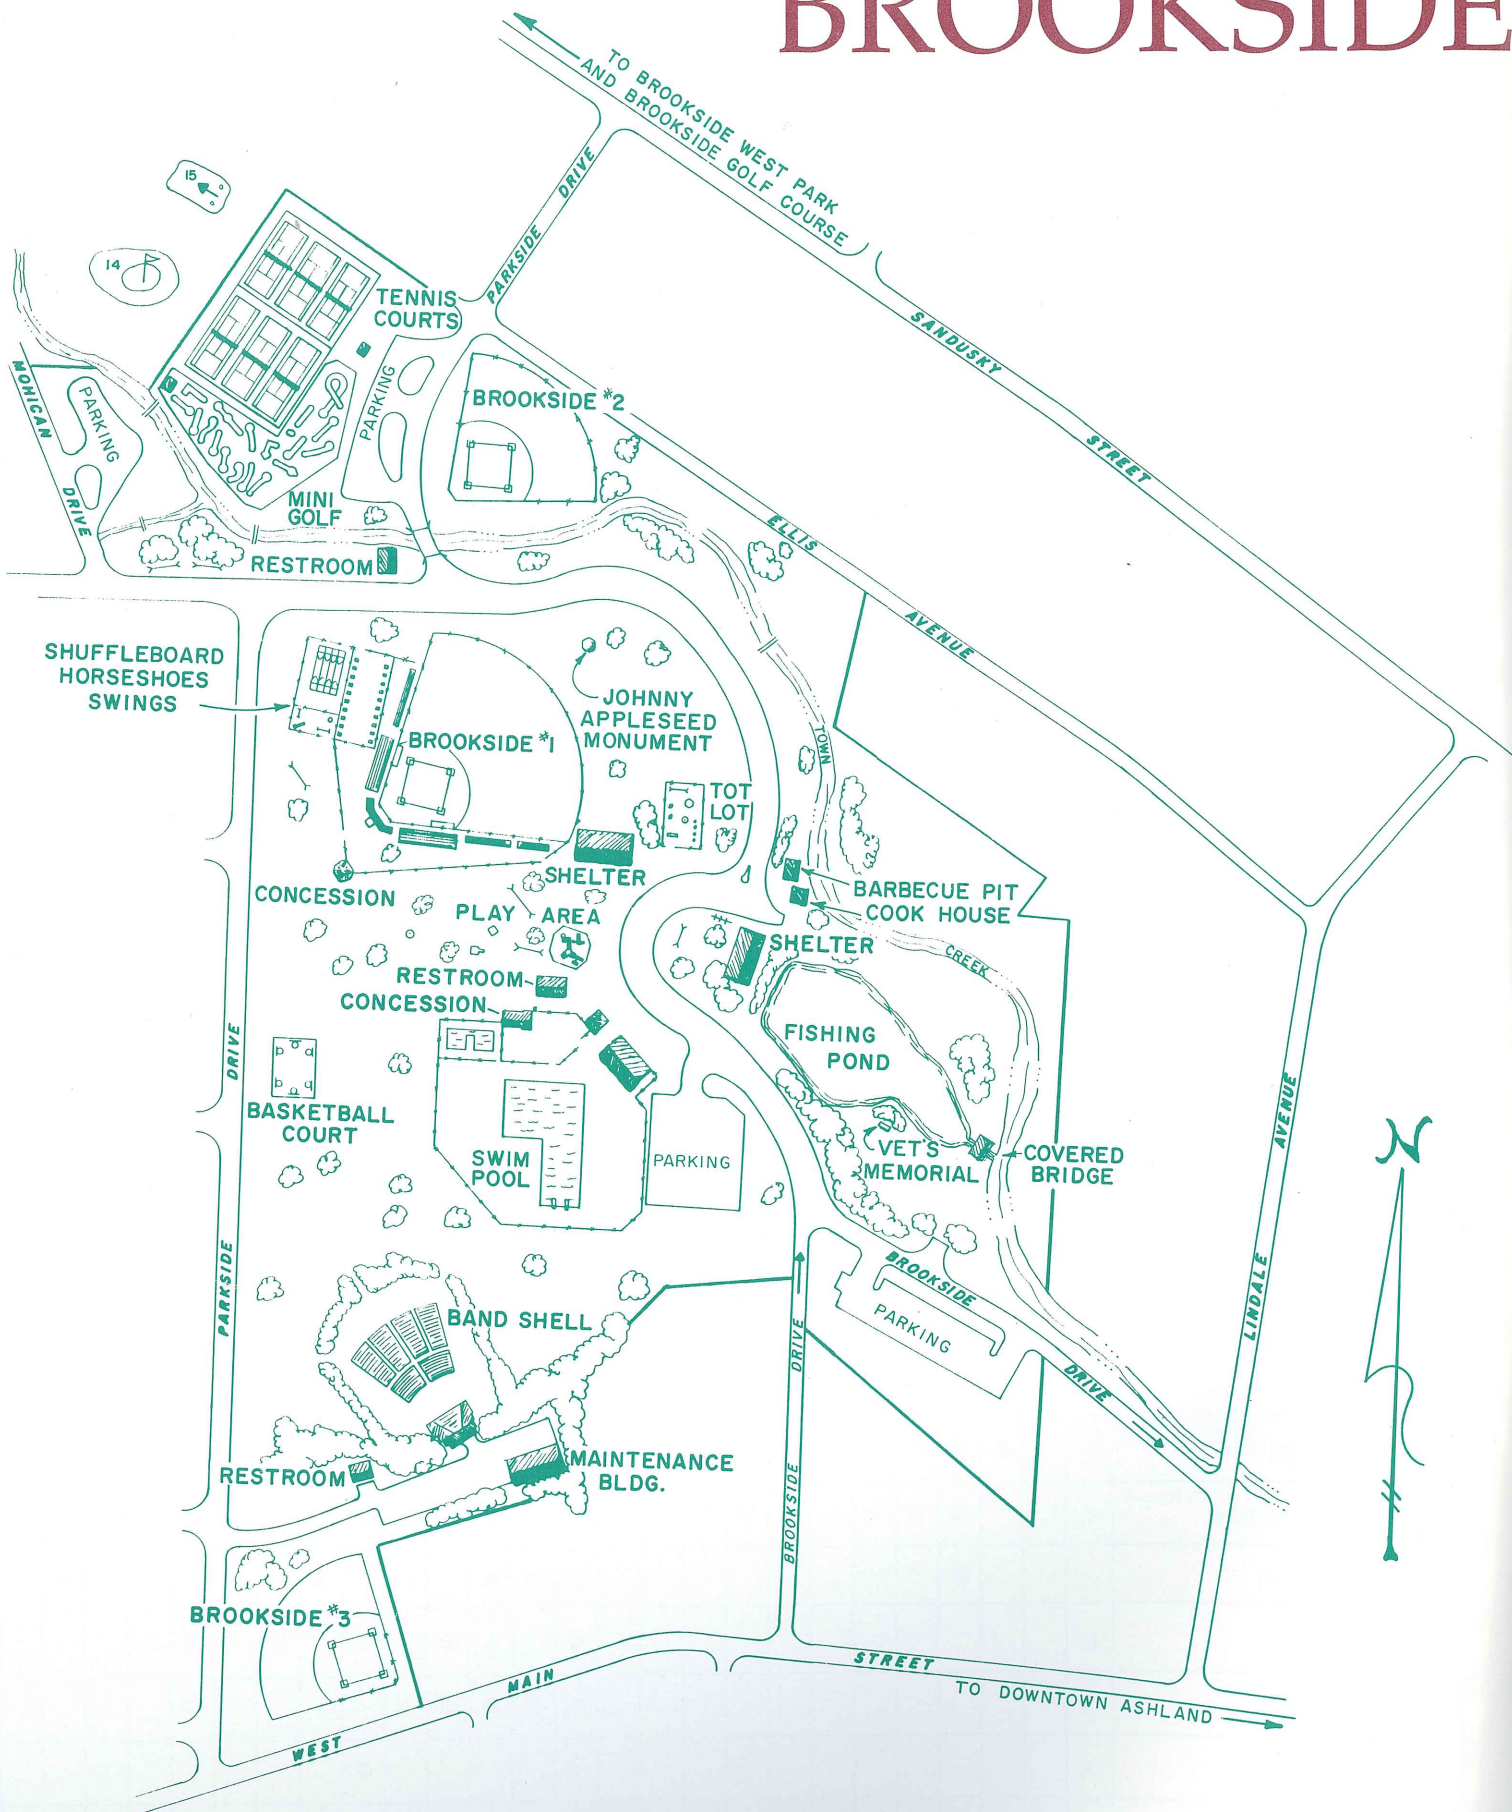 BROOKSIDE
TO BROOKSIDE WEST PARK
AND BROOKSIDE GOLF COURSE
PARKSIDE DRIVE
SANDUSKY STREET
15
14
TENNIS
COURTS
PARKING
BROOKSIDE #2
MOHICAN DRIVE
PARKING
MINI
GOLF
RESTROOM
ELLIS AVENUE
SHUFFLEBOARD
HORSESHOES
SWINGS
JOHNNY
APPLESEED
MONUMENT
BROOKSIDE #1
TOWN
CREEK
TOT
LOT
SHELTER
CONCESSION
BARBECUE PIT
COOK HOUSE
PLAY AREA
SHELTER
RESTROOM
CONCESSION
FISHING
POND
BASKETBALL
COURT
SWIM
POOL
PARKING
VET'S
MEMORIAL
COVERED
BRIDGE
N
PARKSIDE DRIVE
LINDALE AVENUE
BROOKSIDE DRIVE
PARKING
BAND SHELL
BROOKSIDE DRIVE
RESTROOM
MAINTENANCE
BLDG.
BROOKSIDE #3
WEST MAIN STREET
TO DOWNTOWN ASHLAND